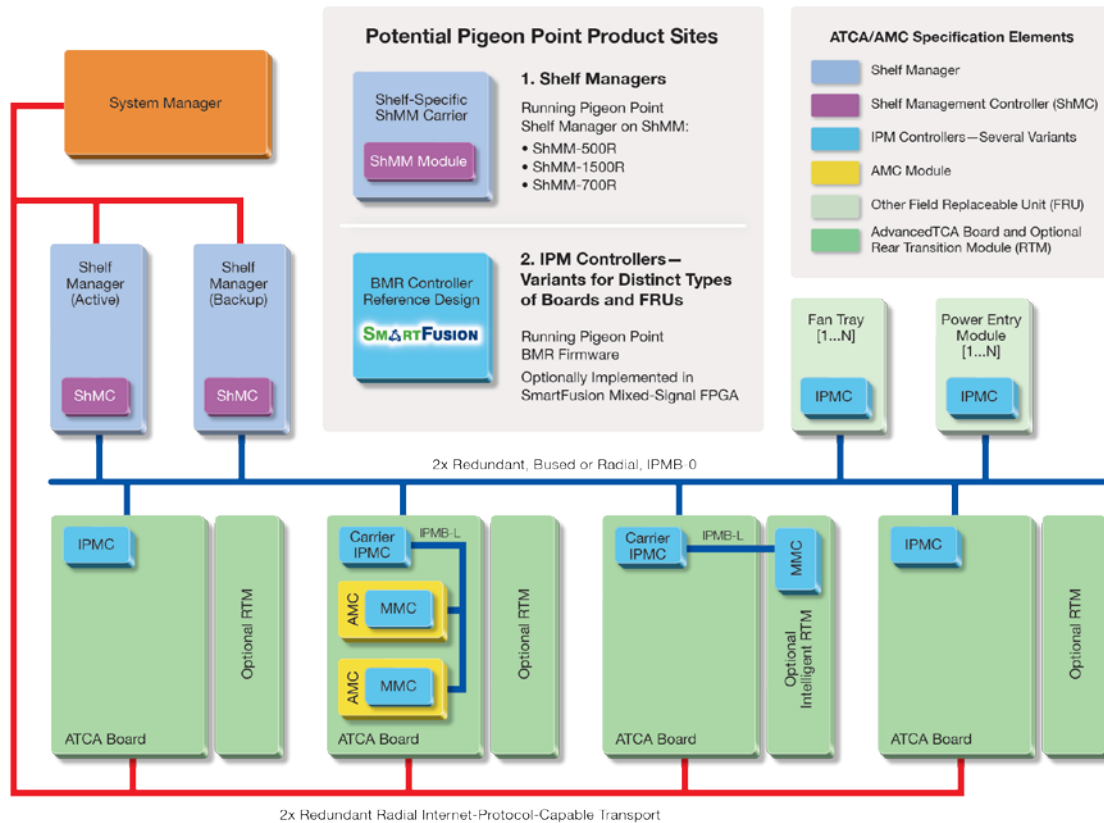 System Manager
Potential Pigeon Point Product Sites
Shelf-Specific
ShMM Carrier
ShMM Module
1. Shelf Managers
Running Pigeon Point
Shelf Manager on ShMM:
• ShMM-500R
• ShMM-1500R
• ShMM-700R
BMR Controller
Reference Design
SMARTFUSION
2. IPM Controllers—
Variants for Distinct Types
of Boards and FRUs
Running Pigeon Point
BMR Firmware
Optionally Implemented in
SmartFusion Mixed-Signal FPGA
ATCA/AMC Specification Elements
Shelf Manager
Shelf Management Controller (ShMC)
IPM Controllers—Several Variants
AMC Module
Other Field Replaceable Unit (FRU)
AdvancedTCA Board and Optional
Rear Transition Module (RTM)
Shelf
Manager
(Active)
ShMC
Shelf
Manager
(Backup)
ShMC
Fan Tray
[1...N]
IPMC
Power Entry
Module
[1...N]
IPMC
2x Redundant, Bused or Radial, IPMB-0
IPMC
ATCA Board
Optional RTM
Carrier
IPMC
IPMB-L
AMC
MMC
AMC
MMC
ATCA Board
Optional RTM
Carrier
IPMC
IPMB-L
MMC
ATCA Board
Optional
Intelligent RTM
IPMC
ATCA Board
Optional RTM
2x Redundant Radial Internet-Protocol-Capable Transport